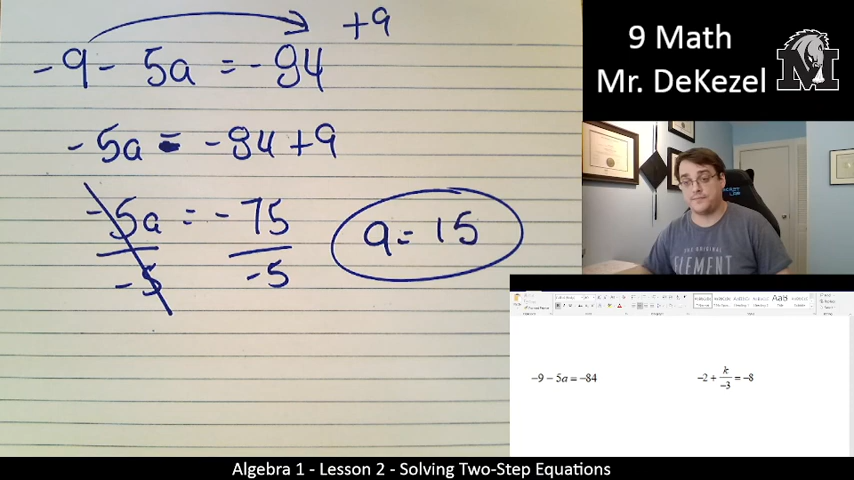 +9
-9 - 5a = -84
-5a = -84 + 9
-5a = -75
-5 -5
a = 15
9 Math
Mr. DeKezel
M
ELEMENT
AaB
-9 - 5a = -84
-2 + k/-3 = -8
Algebra 1 - Lesson 2 - Solving Two-Step Equations